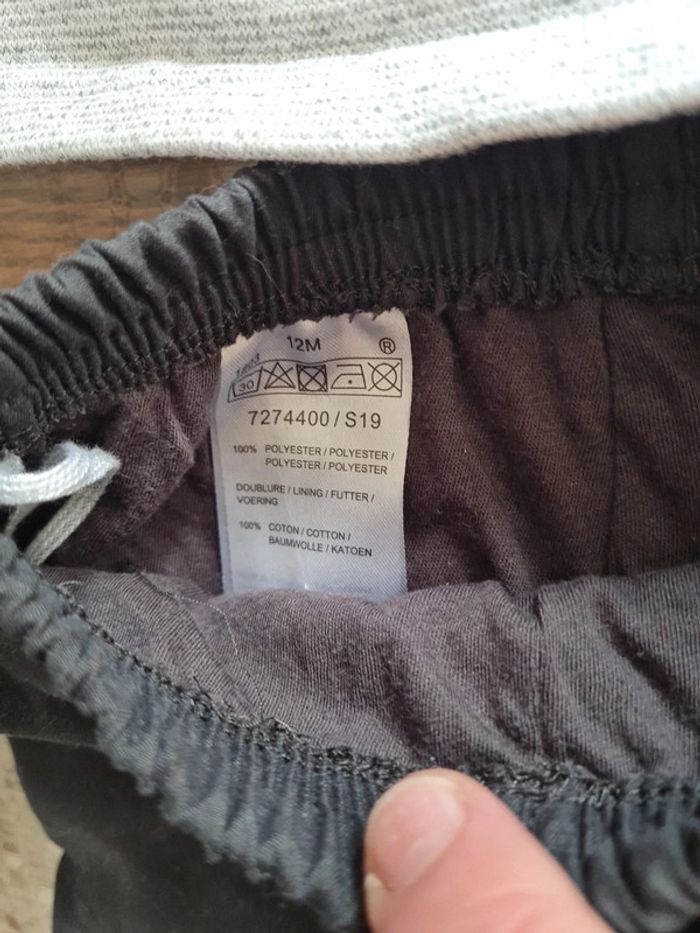 12M
®
30
7274400/S19
100% POLYESTER / POLYESTER /
POLYESTER / POLYESTER
DOUBLURE / LINING / FUTTER /
VOERING
100% COTON / COTTON /
BAUMWOLLE / KATOEN